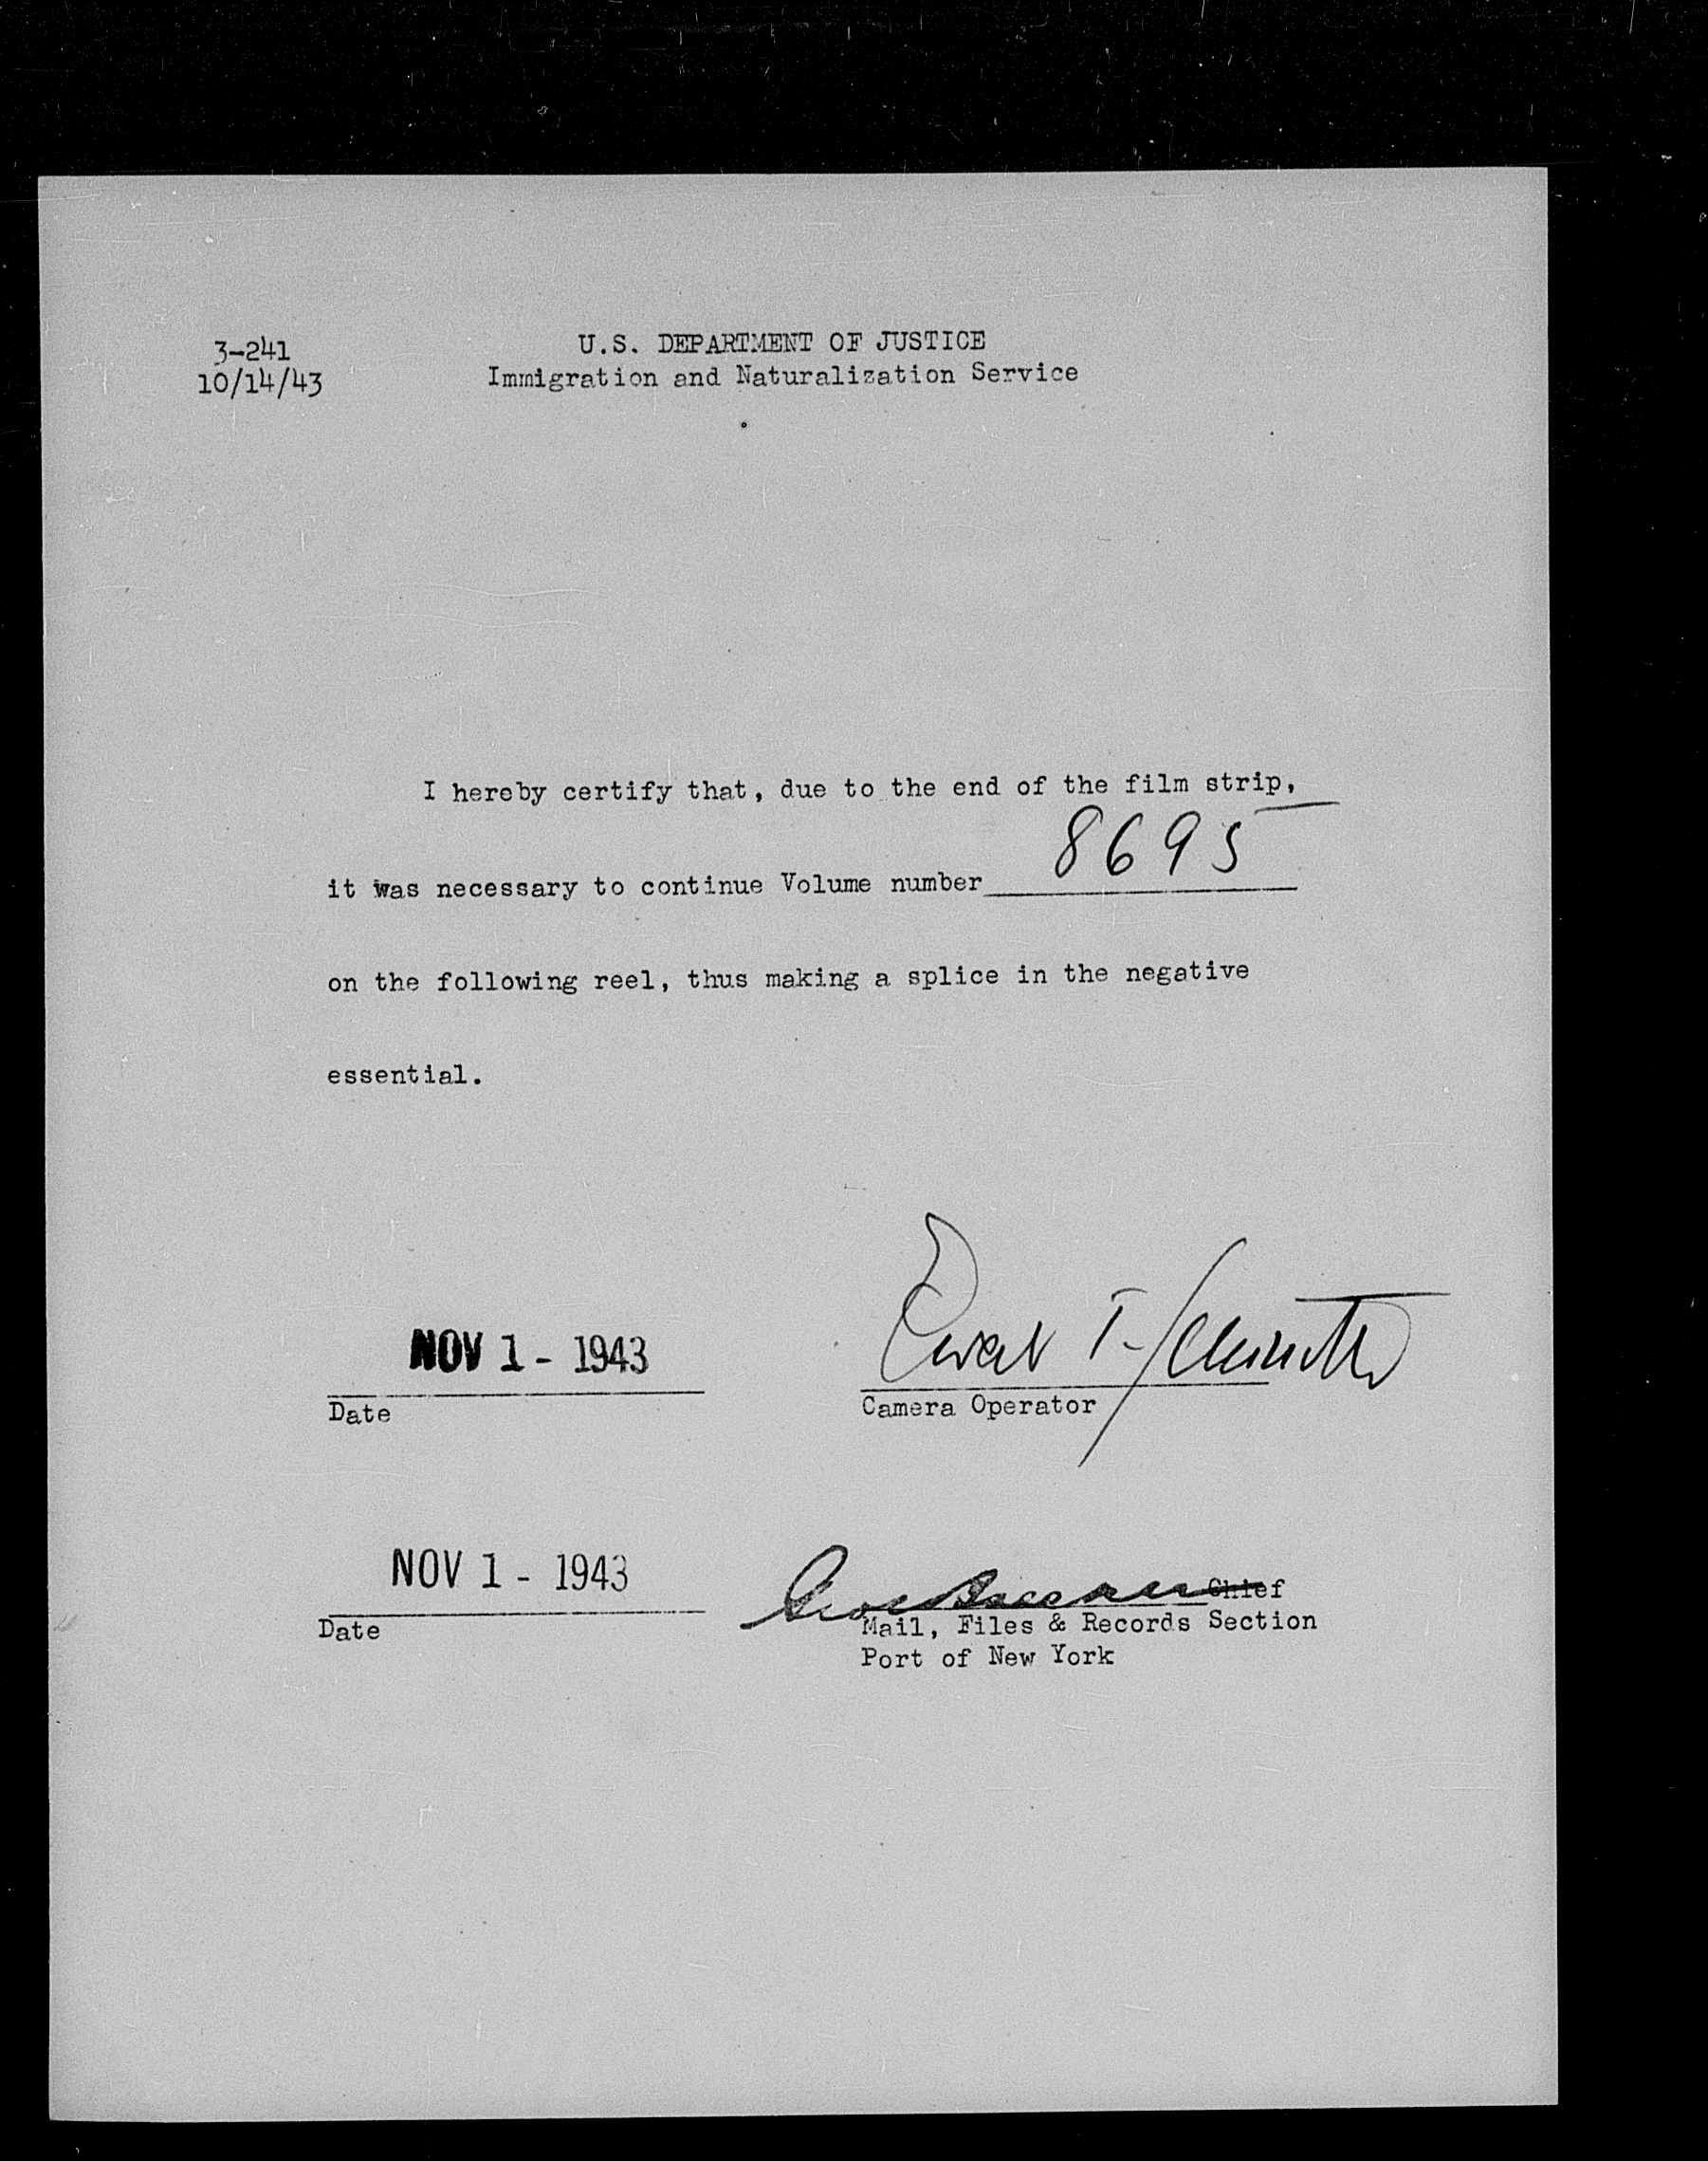 3-241
10/14/43
U.S. DEPARTMENT OF JUSTICE
Immigration and Naturalization Service
I hereby certify that, due to the end of the film strip,
it was necessary to continue Volume number 8695
on the following reel, thus making a splice in the negative
essential.
NOV 1 - 1943
Date
Camera Operator
NOV 1 - 1943
Date
Chief
Mail, Files & Records Section
Port of New York